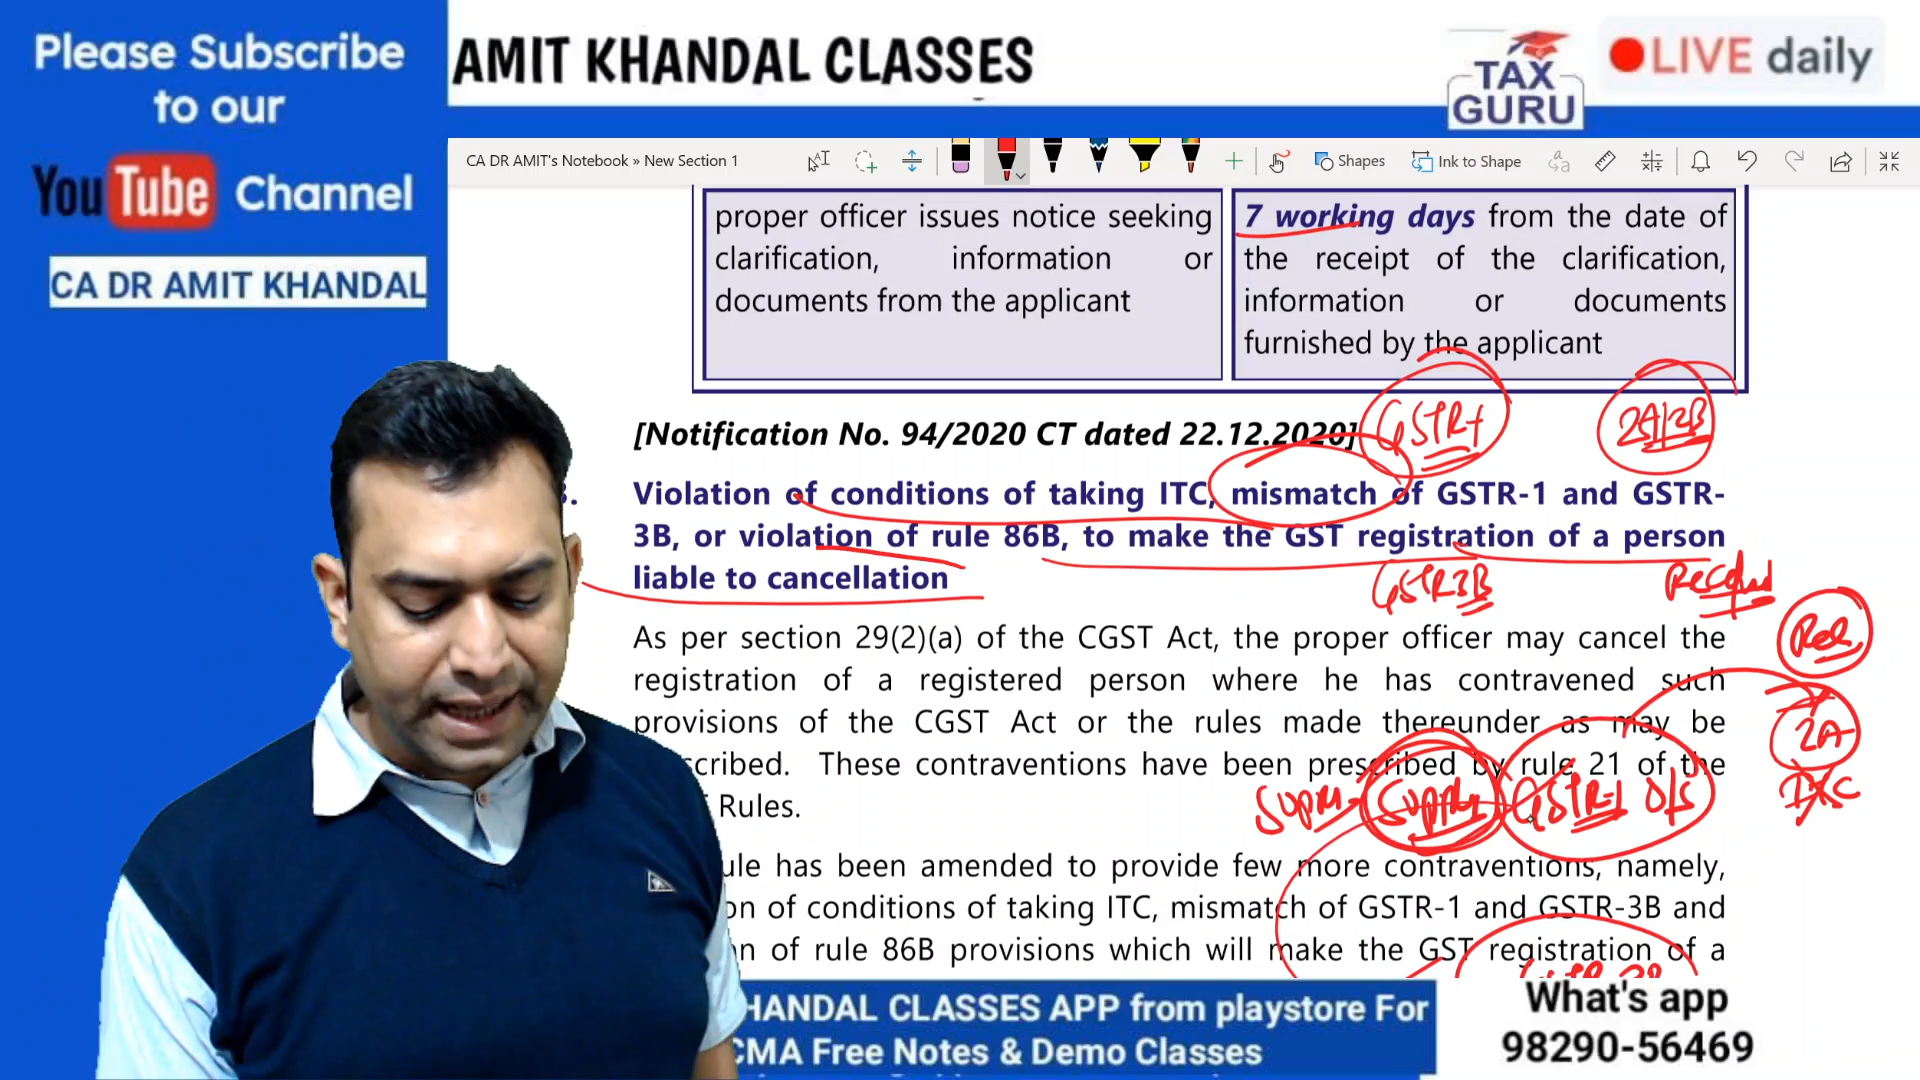 Please Subscribe
to our
YouTube Channel
CA DR AMIT KHANDAL
AMIT KHANDAL CLASSES
TAX
GURU
LIVE daily
CA DR AMIT's Notebook » New Section 1
Shapes
Ink to Shape
proper officer issues notice seeking
clarification, information or
documents from the applicant
7 working days from the date of
the receipt of the clarification,
information or documents
furnished by the applicant
[Notification No. 94/2020 CT dated 22.12.2020]
GSTR1
2A/2B
Violation of conditions of taking ITC, mismatch of GSTR-1 and GSTR-
3B, or violation of rule 86B, to make the GST registration of a person
liable to cancellation
GSTR3B
As per section 29(2)(a) of the CGST Act, the proper officer may cancel the
registration of a registered person where he has contravened such
provisions of the CGST Act or the rules made thereunder as may be
cribed. These contraventions have been prescribed by rule 21 of the
Rules.
2A
GSTR-1 O/S
ule has been amended to provide few more contraventions, namely,
on of conditions of taking ITC, mismatch of GSTR-1 and GSTR-3B and
n of rule 86B provisions which will make the GST registration of a
HANDAL CLASSES APP from playstore For
CMA Free Notes & Demo Classes
What's app
98290-56469